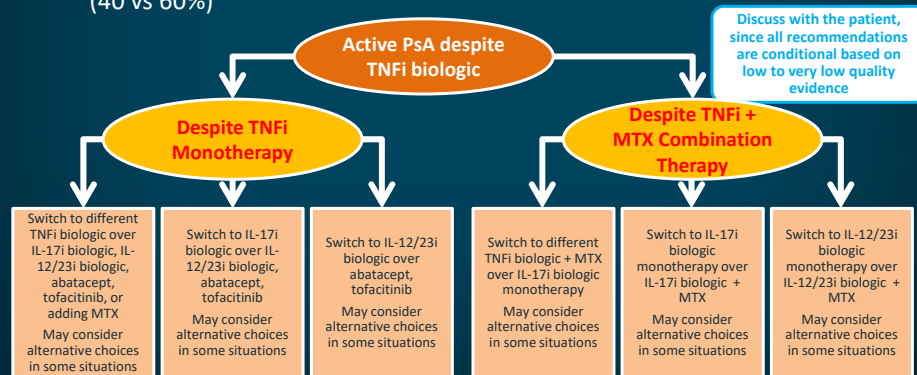 (40 vs 60%)
Discuss with the patient,
since all recommendations
are conditional based on
low to very low quality
evidence
Active PsA despite
TNFi biologic
Despite TNFi
Monotherapy
Despite TNFi +
MTX Combination
Therapy
Switch to different
TNFi biologic over
IL-17i biologic, IL-
12/23i biologic,
abatacept,
tofacitinib, or
adding MTX
May consider
alternative choices
in some situations
Switch to IL-17i
biologic over IL-
12/23i biologic,
abatacept,
tofacitinib
May consider
alternative choices
in some situations
Switch to IL-12/23i
biologic over
abatacept,
tofacitinib
May consider
alternative choices
in some situations
Switch to different
TNFi biologic + MTX
over IL-17i biologic
monotherapy
May consider
alternative choices
in some situations
Switch to IL-17i
biologic
monotherapy over
IL-17i biologic +
MTX
May consider
alternative choices
in some situations
Switch to IL-12/23i
biologic
monotherapy over
IL-12/23i biologic +
MTX
May consider
alternative choices
in some situations